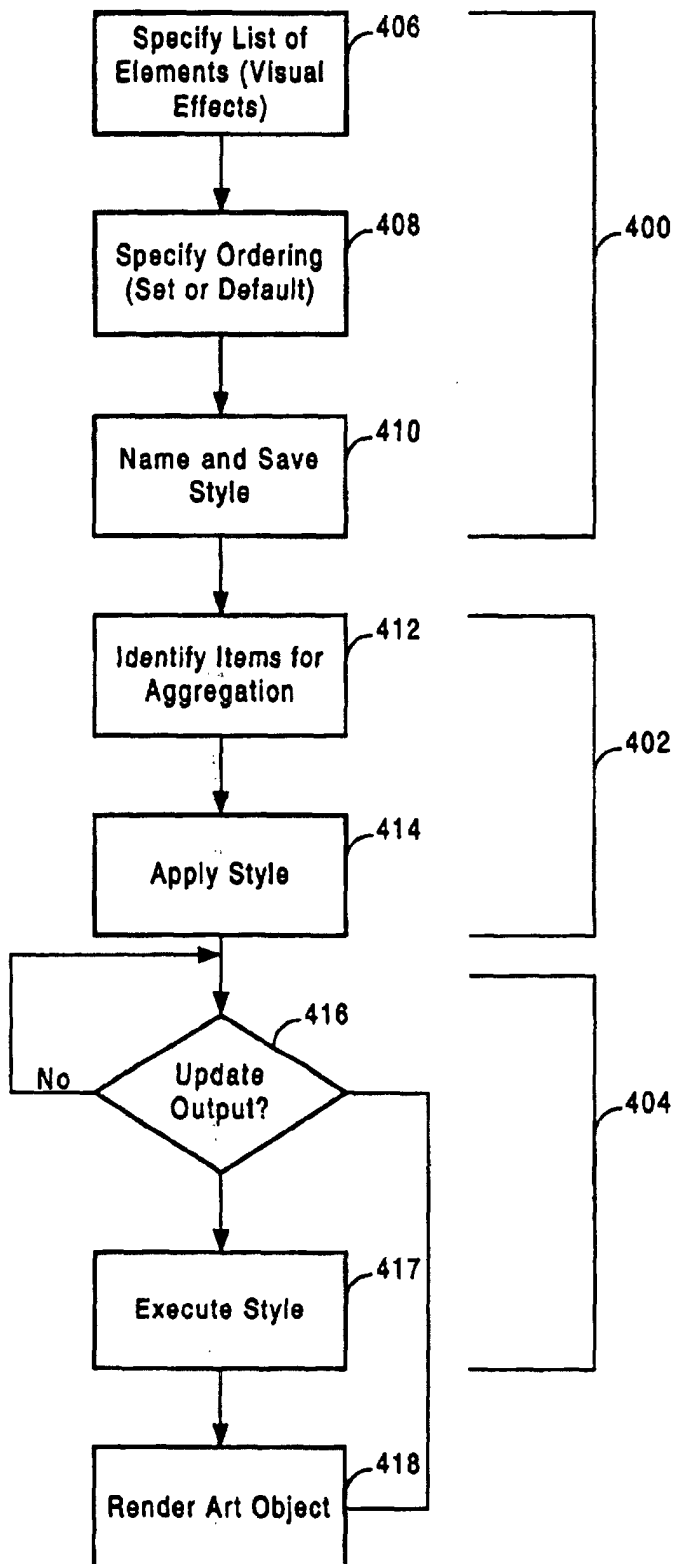 Specify List of
Elements (Visual
Effects)
406
Specify Ordering
(Set or Default)
408
400
Name and Save
Style
410
Identify Items for
Aggregation
412
402
Apply Style
414
Update
Output?
416
No
404
Execute Style
417
Render Art Object
418